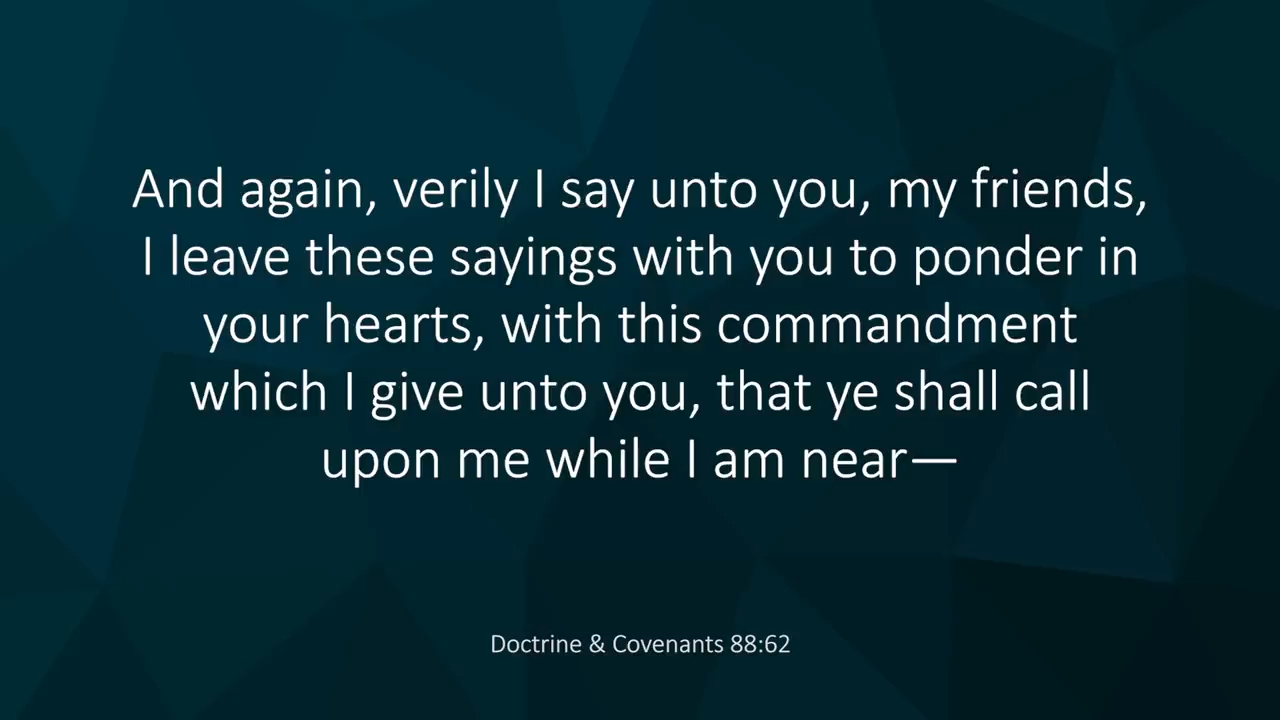 And again, verily I say unto you, my friends,
I leave these sayings with you to ponder in
your hearts, with this commandment
which I give unto you, that ye shall call
upon me while I am near—
Doctrine & Covenants 88:62